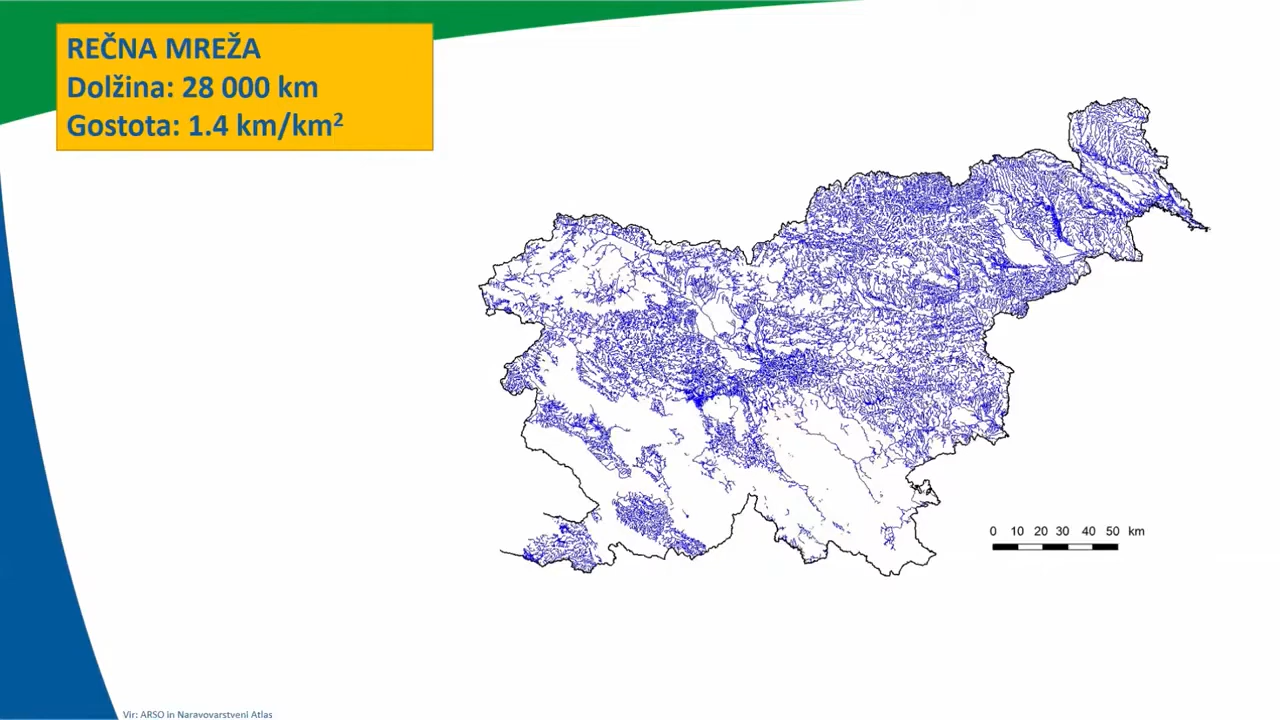 REČNA MREŽA
Dolžina: 28 000 km
Gostota: 1.4 km/km²
0 10 20 30 40 50 km
Vir: ARSO in Naravovarstveni Atlas